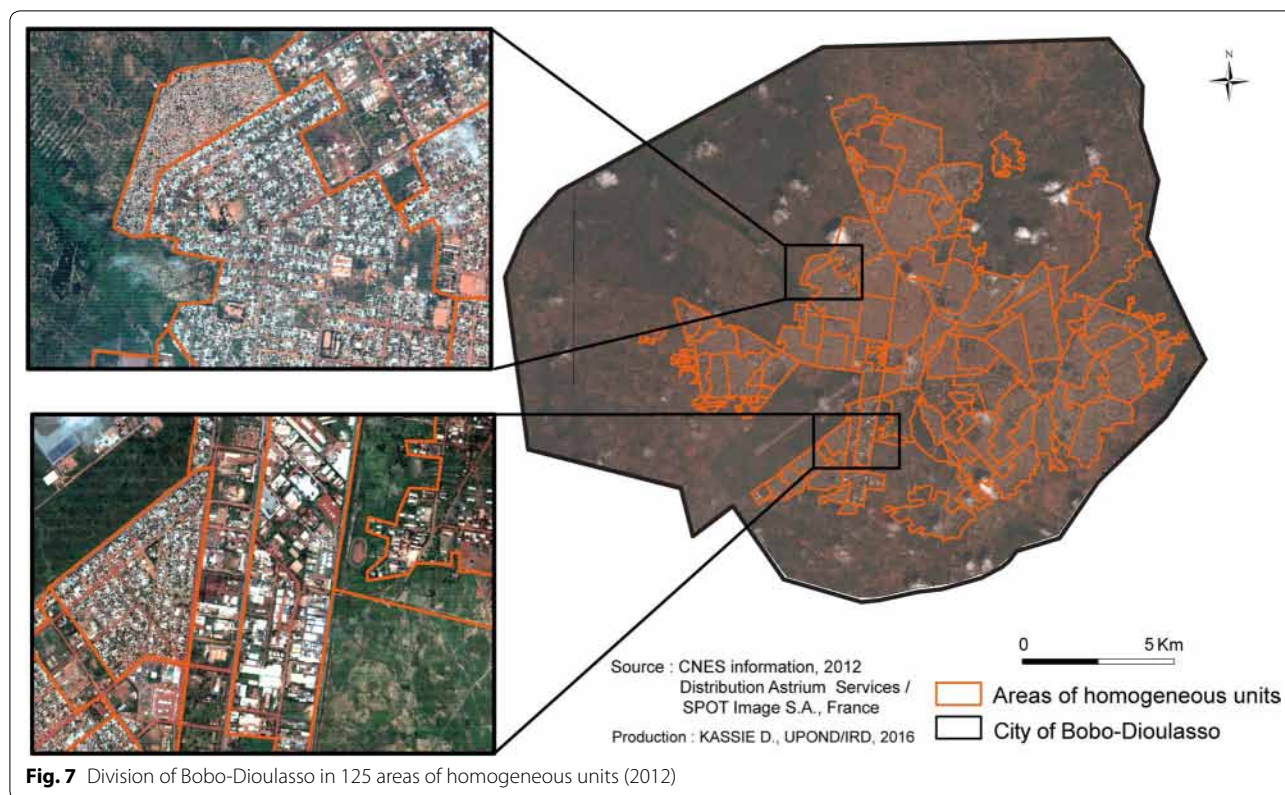 N
0 5 Km
Source : CNES information, 2012
Distribution Astrium Services /
SPOT Image S.A., France
Production : KASSIE D., UPOND/IRD, 2016
Areas of homogeneous units
City of Bobo-Dioulasso
Fig. 7 Division of Bobo-Dioulasso in 125 areas of homogeneous units (2012)